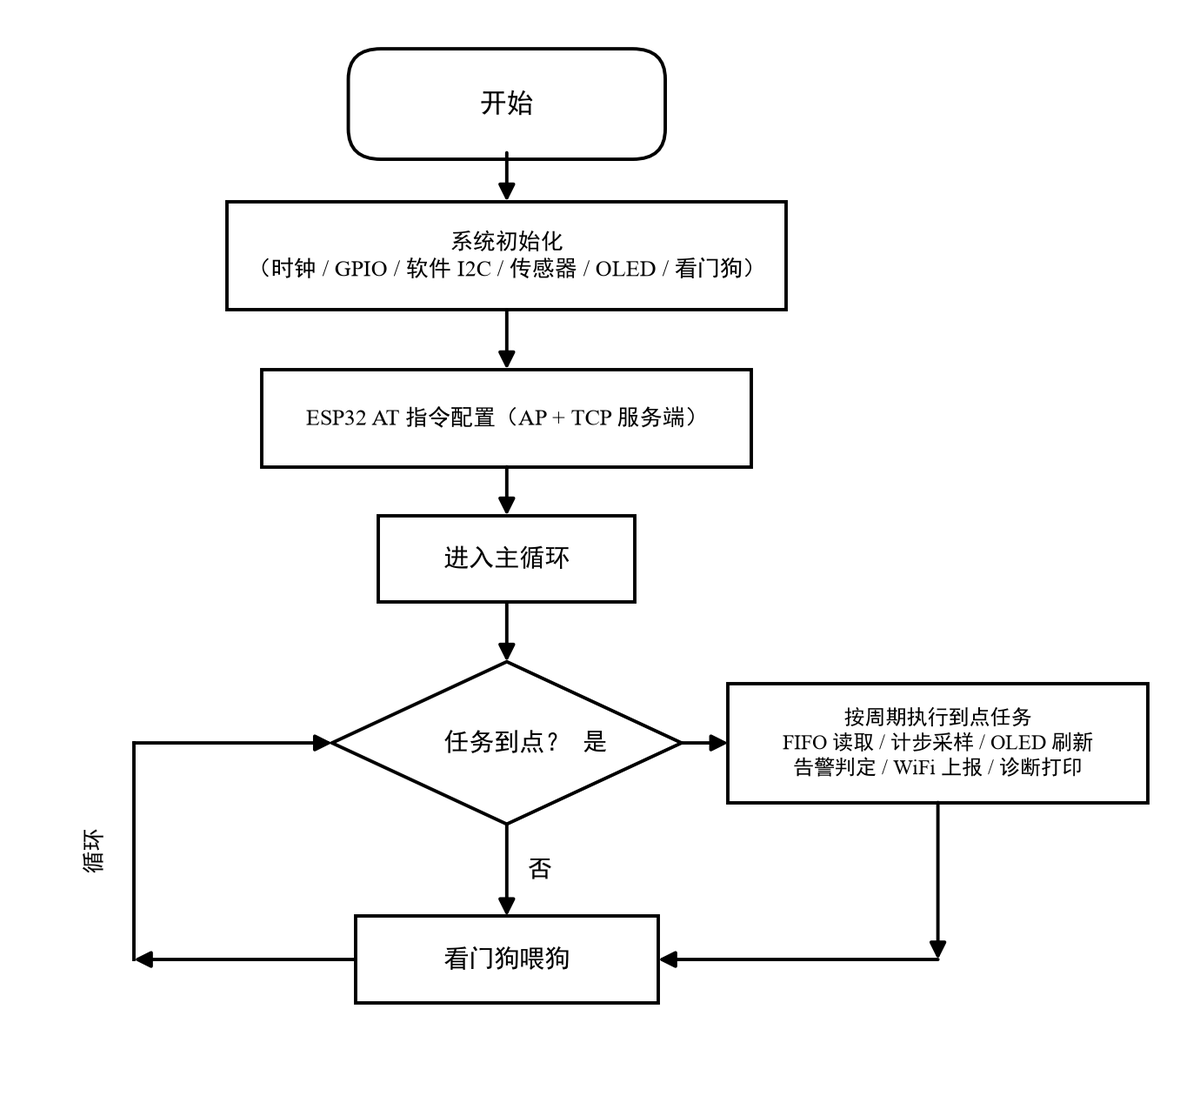 开始
系统初始化
（时钟 / GPIO / 软件 I2C / 传感器 / OLED / 看门狗）
ESP32 AT 指令配置（AP + TCP 服务端）
进入主循环
任务到点？ 是
按周期执行到点任务
FIFO 读取 / 计步采样 / OLED 刷新
告警判定 / WiFi 上报 / 诊断打印
循环
否
看门狗喂狗